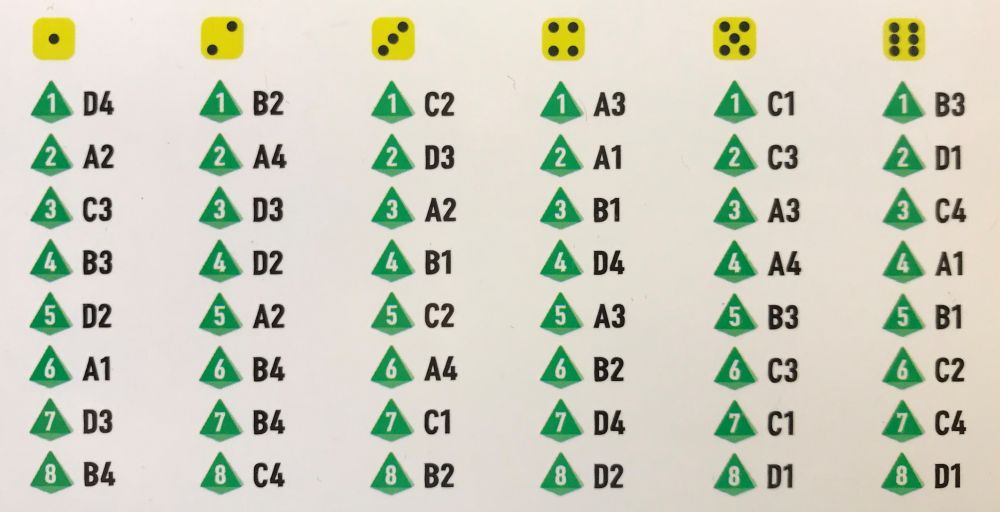 1 D4 1 B2 1 C2 1 A3 1 C1 1 B3
2 A2 2 A4 2 D3 2 A1 2 C3 2 D1
3 C3 3 D3 3 A2 3 B1 3 A3 3 C4
4 B3 4 D2 4 B1 4 D4 4 A4 4 A1
5 D2 5 A2 5 C2 5 A3 5 B3 5 B1
6 A1 6 B4 6 A4 6 B2 6 C3 6 C2
7 D3 7 B4 7 C1 7 D4 7 C1 7 C4
8 B4 8 C4 8 B2 8 D2 8 D1 8 D1